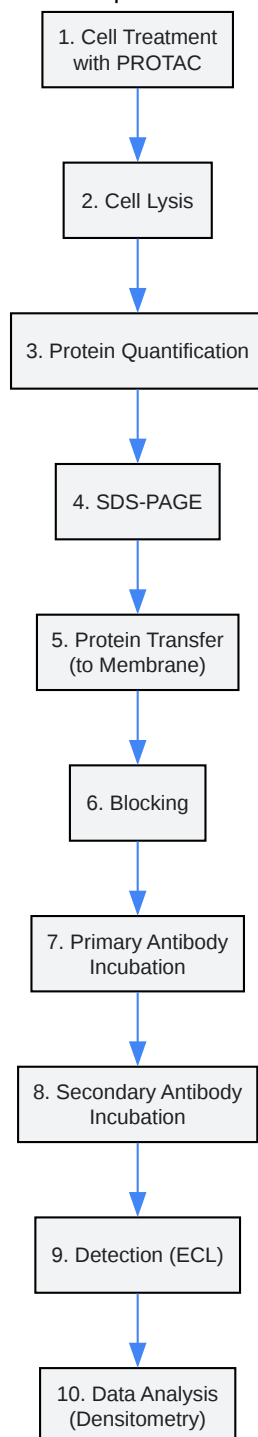 1. Cell Treatment
with PROTAC
2. Cell Lysis
3. Protein Quantification
4. SDS-PAGE
5. Protein Transfer
(to Membrane)
6. Blocking
7. Primary Antibody
Incubation
8. Secondary Antibody
Incubation
9. Detection (ECL)
10. Data Analysis
(Densitometry)